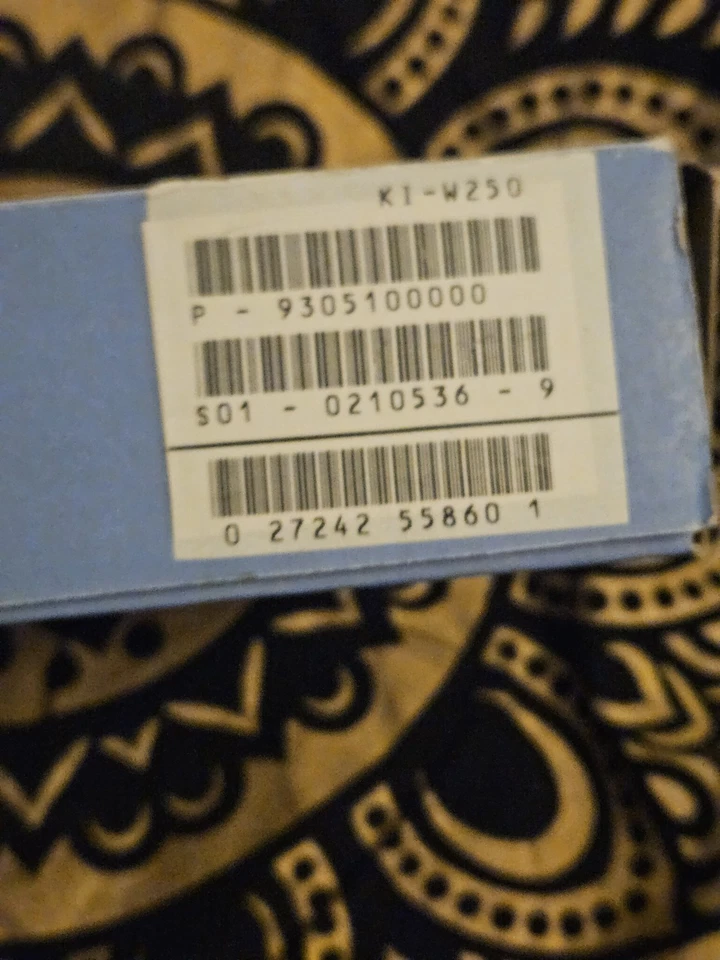 KI-W250
P - 9305100000
S01 - 0210536 - 9
0 27242 55860 1